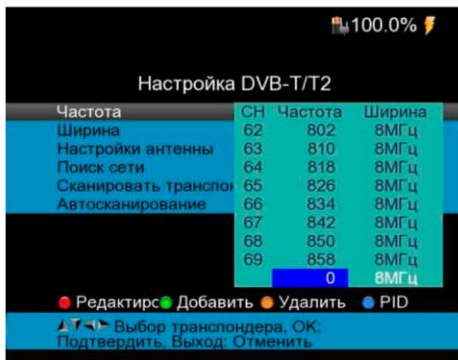 100.0%
Настройка DVB-T/T2
Частота CH Частота Ширина
Ширина 62 802 8МГц
Настройки антенны 63 810 8МГц
Поиск сети 64 818 8МГц
Сканировать транспон 65 826 8МГц
Автосканирование 66 834 8МГц
67 842 8МГц
68 850 8МГц
69 858 8МГц
0 8МГц
Редактирс Добавить Удалить PID
Выбор транспондера, ОК:
Подтвердить, Выход: Отменить